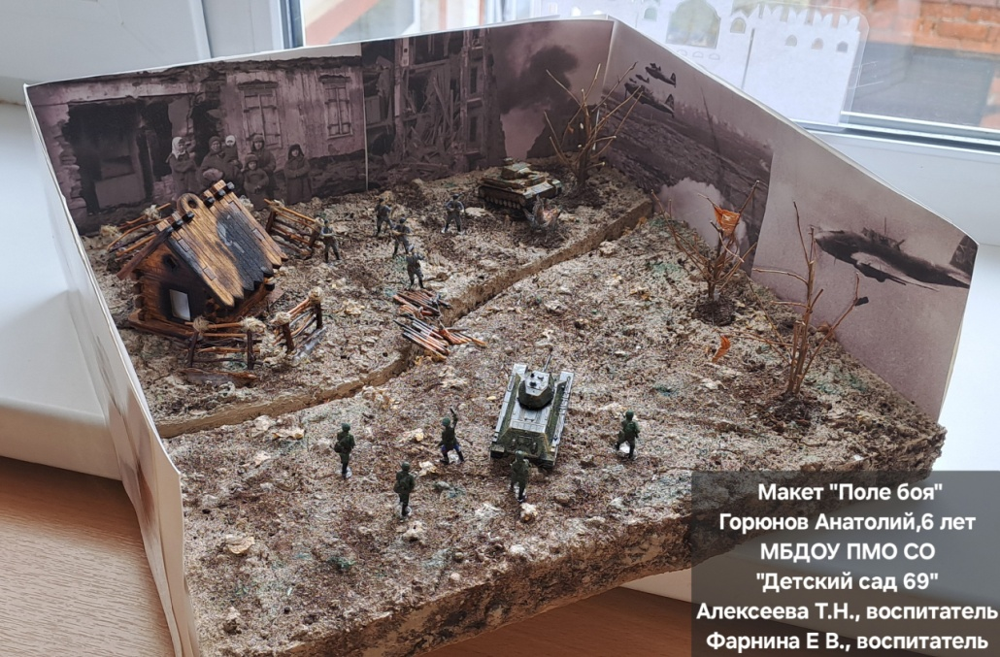 Макет "Поле боя"
Горюнов Анатолий,6 лет
МБДОУ ПМО СО
"Детский сад 69"
Алексеева Т.Н., воспитатель
Фарнина Е В., воспитатель